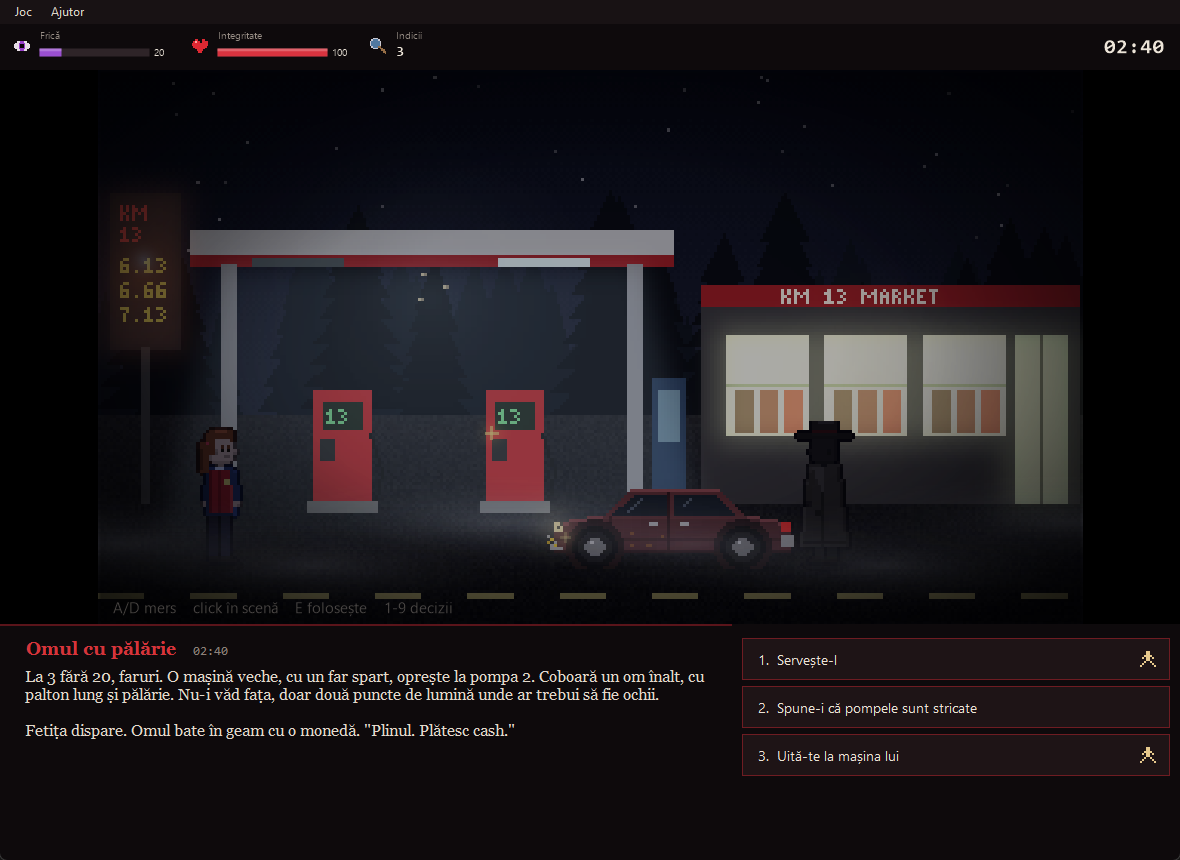 Joc Ajutor
Frică
20
Integritate
100
Indicii
3
02:40
KM
13
6.13
6.66
7.13
KM 13 MARKET
13
13
A/D mers click în scenă E folosește 1-9 decizii
Omul cu pălărie 02:40
La 3 fără 20, faruri. O mașină veche, cu un far spart, oprește la pompa 2. Coboară un om înalt, cu
palton lung și pălărie. Nu-i văd fața, doar două puncte de lumină unde ar trebui să fie ochii.
Fetița dispare. Omul bate în geam cu o monedă. "Plinul. Plătesc cash."
1. Servește-l
2. Spune-i că pompele sunt stricate
3. Uită-te la mașina lui